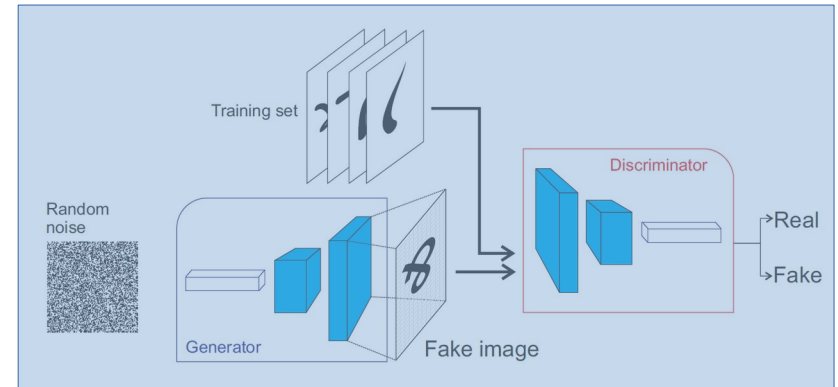 Training set
Discriminator
Random
noise
Real
Fake
Generator
Fake image